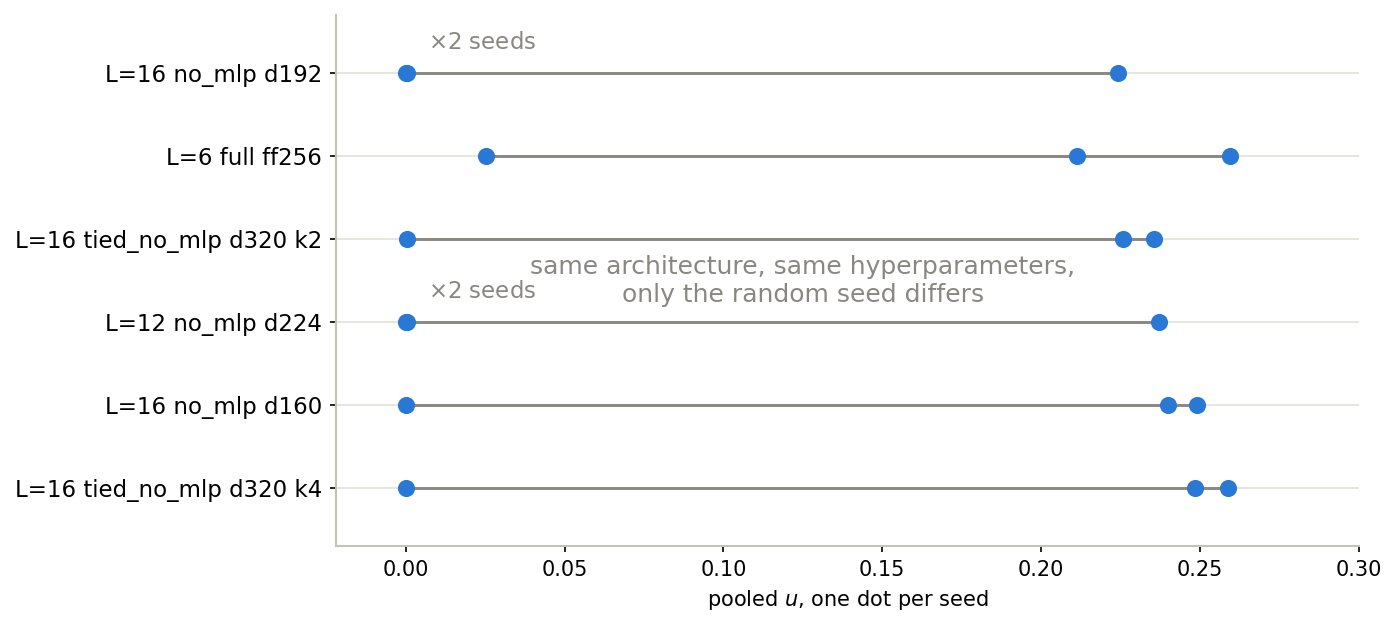 ×2 seeds
L=16 no_mlp d192
L=6 full ff256
L=16 tied_no_mlp d320 k2
same architecture, same hyperparameters,
only the random seed differs
×2 seeds
L=12 no_mlp d224
L=16 no_mlp d160
L=16 tied_no_mlp d320 k4
0.00 0.05 0.10 0.15 0.20 0.25 0.30
pooled u, one dot per seed